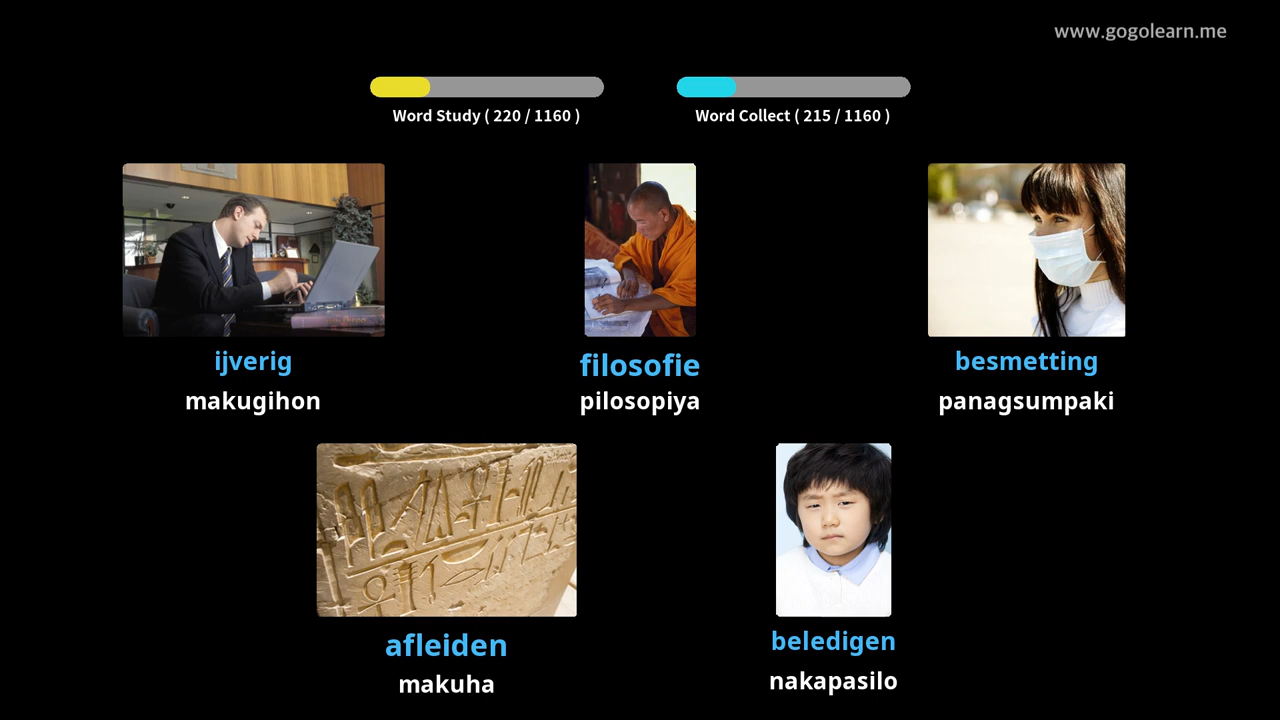 www.gogolearn.me
Word Study ( 220 / 1160 )
Word Collect ( 215 / 1160 )
ijverig
makugihon
filosofie
pilosopiya
besmetting
panagsumpaki
afleiden
makuha
beledigen
nakapasilo